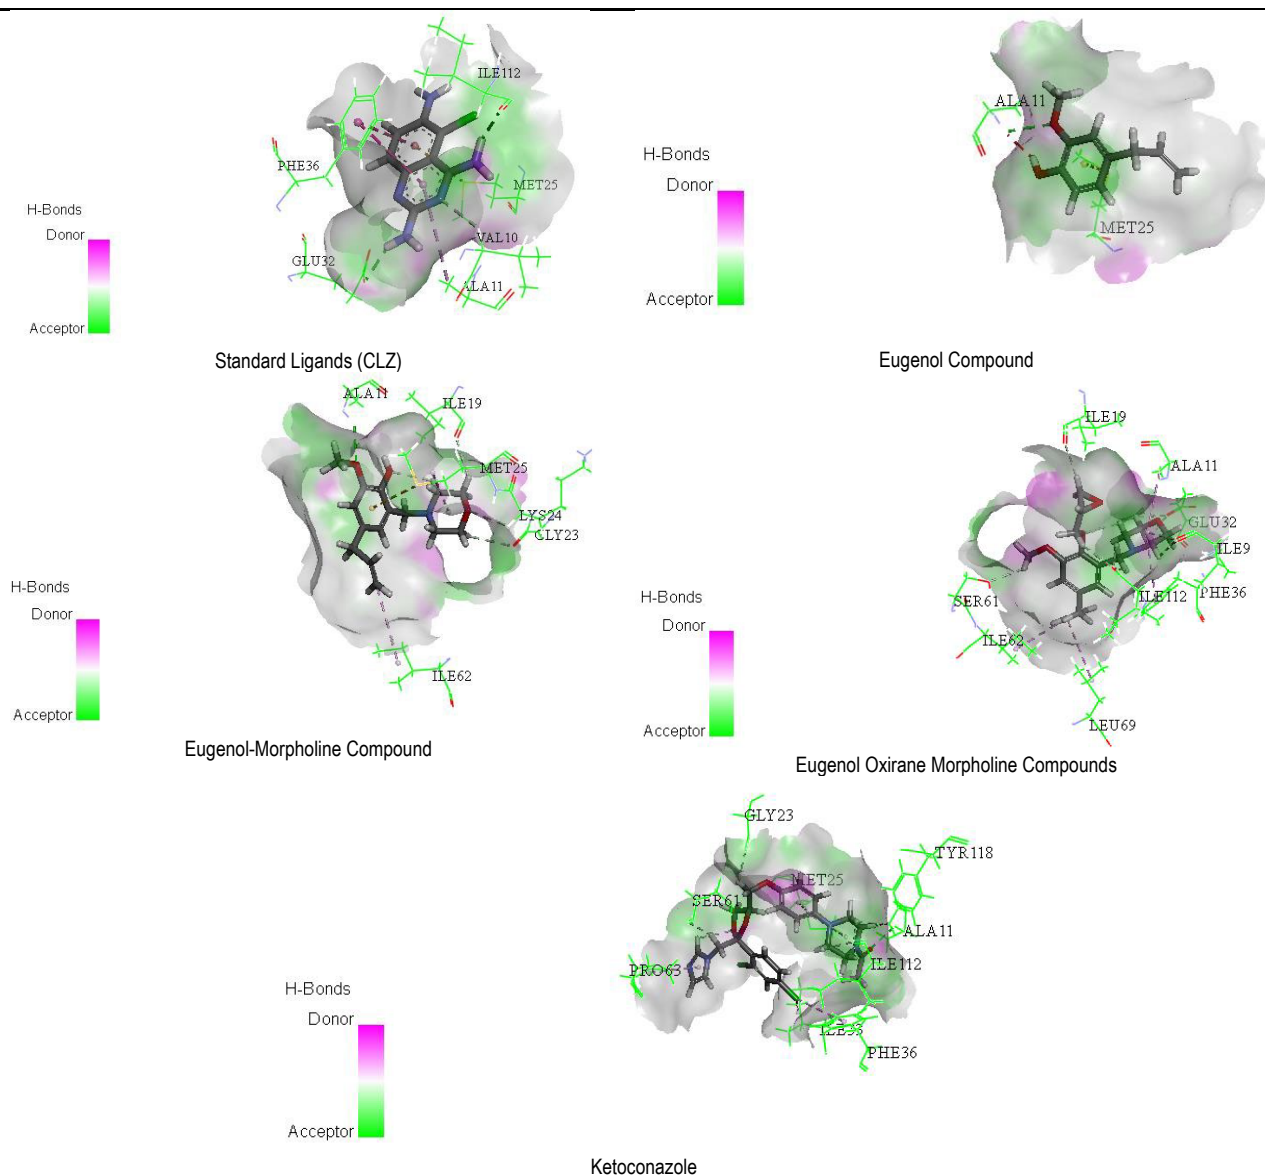 ILE112
PHE36
MET25
VAL10
GLU32
ALA11
H-Bonds
Donor
Acceptor
Standard Ligands (CLZ)
ALA11
MET25
H-Bonds
Donor
Acceptor
Eugenol Compound
ALA11
ILE19
MET25
LYS24
GLY23
ILE62
H-Bonds
Donor
Acceptor
Eugenol-Morpholine Compound
ILE19
ALA11
GLU32
ILE9
PHE36
ILE112
SER61
ILE62
LEU69
H-Bonds
Donor
Acceptor
Eugenol Oxirane Morpholine Compounds
GLY23
TYR118
MET25
SER61
ALA11
ILE112
PRO63
ILE33
PHE36
H-Bonds
Donor
Acceptor
Ketoconazole